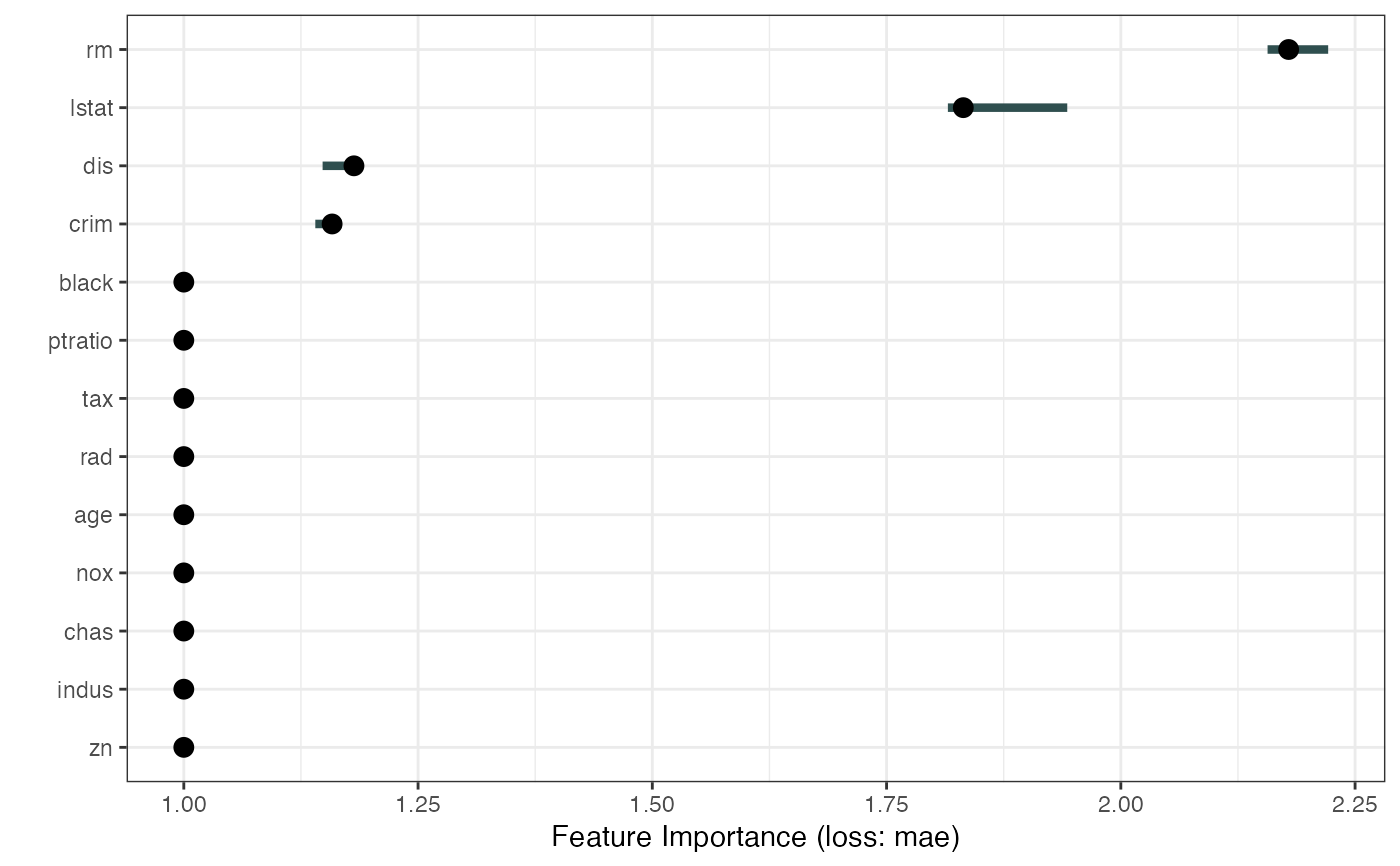 rm
lstat
dis
crim
black
ptratio
tax
rad
age
nox
chas
indus
zn
1.00 1.25 1.50 1.75 2.00 2.25
Feature Importance (loss: mae)